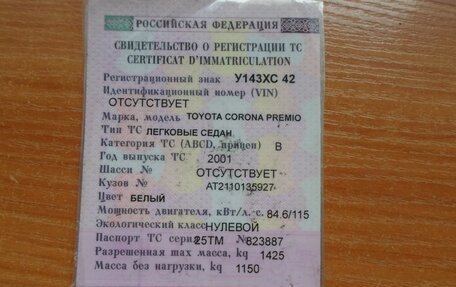 РОССИЙСКАЯ ФЕДЕРАЦИЯ
СВИДЕТЕЛЬСТВО О РЕГИСТРАЦИИ ТС
CERTIFICAT D'IMMATRICULATION
Регистрационный знак У143ХС 42
Идентификационный номер (VIN)
ОТСУТСТВУЕТ
Марка, модель TOYOTA CORONA PREMIO
Тип ТС ЛЕГКОВЫЕ СЕДАН
Категория ТС (ABCD, прицеп) В
Год выпуска ТС 2001
Шасси № ОТСУТСТВУЕТ
Кузов № AT2110135927
Цвет БЕЛЫЙ
Мощность двигателя, кВт/л. с. 84.6/115
Экологический класс НУЛЕВОЙ
Паспорт ТС серия 25ТМ № 823887
Разрешенная max масса, kg 1425
Масса без нагрузки, kg 1150